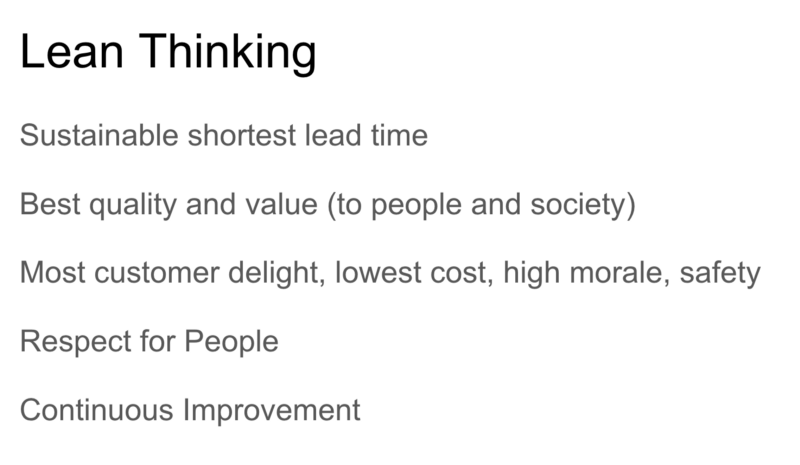 Lean Thinking
Sustainable shortest lead time
Best quality and value (to people and society)
Most customer delight, lowest cost, high morale, safety
Respect for People
Continuous Improvement